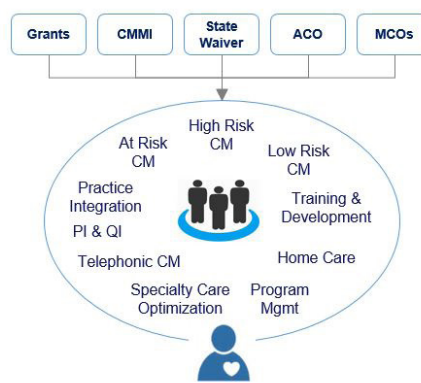 Grants
CMMI
State
Waiver
ACO
MCOs
High Risk
CM
At Risk
CM
Low Risk
CM
Practice
Integration
Training &
Development
PI & QI
Telephonic CM
Home Care
Specialty Care
Optimization
Program
Mgmt